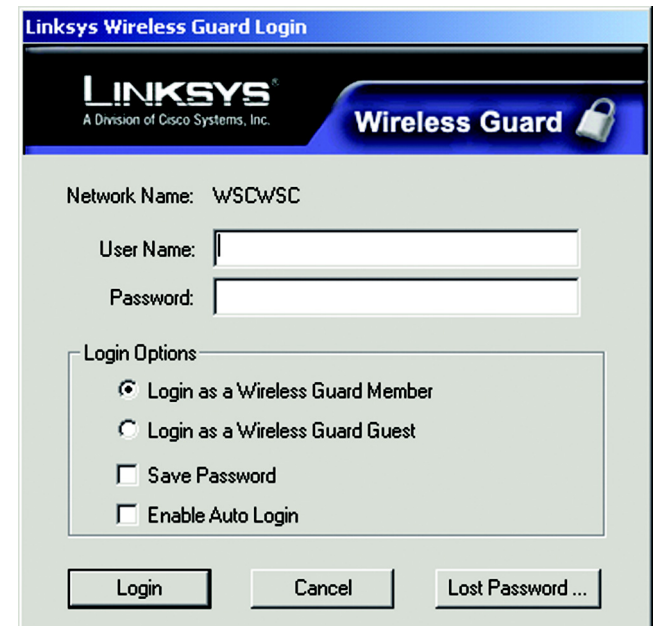 Linksys Wireless Guard Login
LINKSYS®
A Division of Cisco Systems, Inc.
Wireless Guard
Network Name: WSCWSC
User Name:
Password:
Login Options
Login as a Wireless Guard Member
Login as a Wireless Guard Guest
Save Password
Enable Auto Login
Login Cancel Lost Password ...